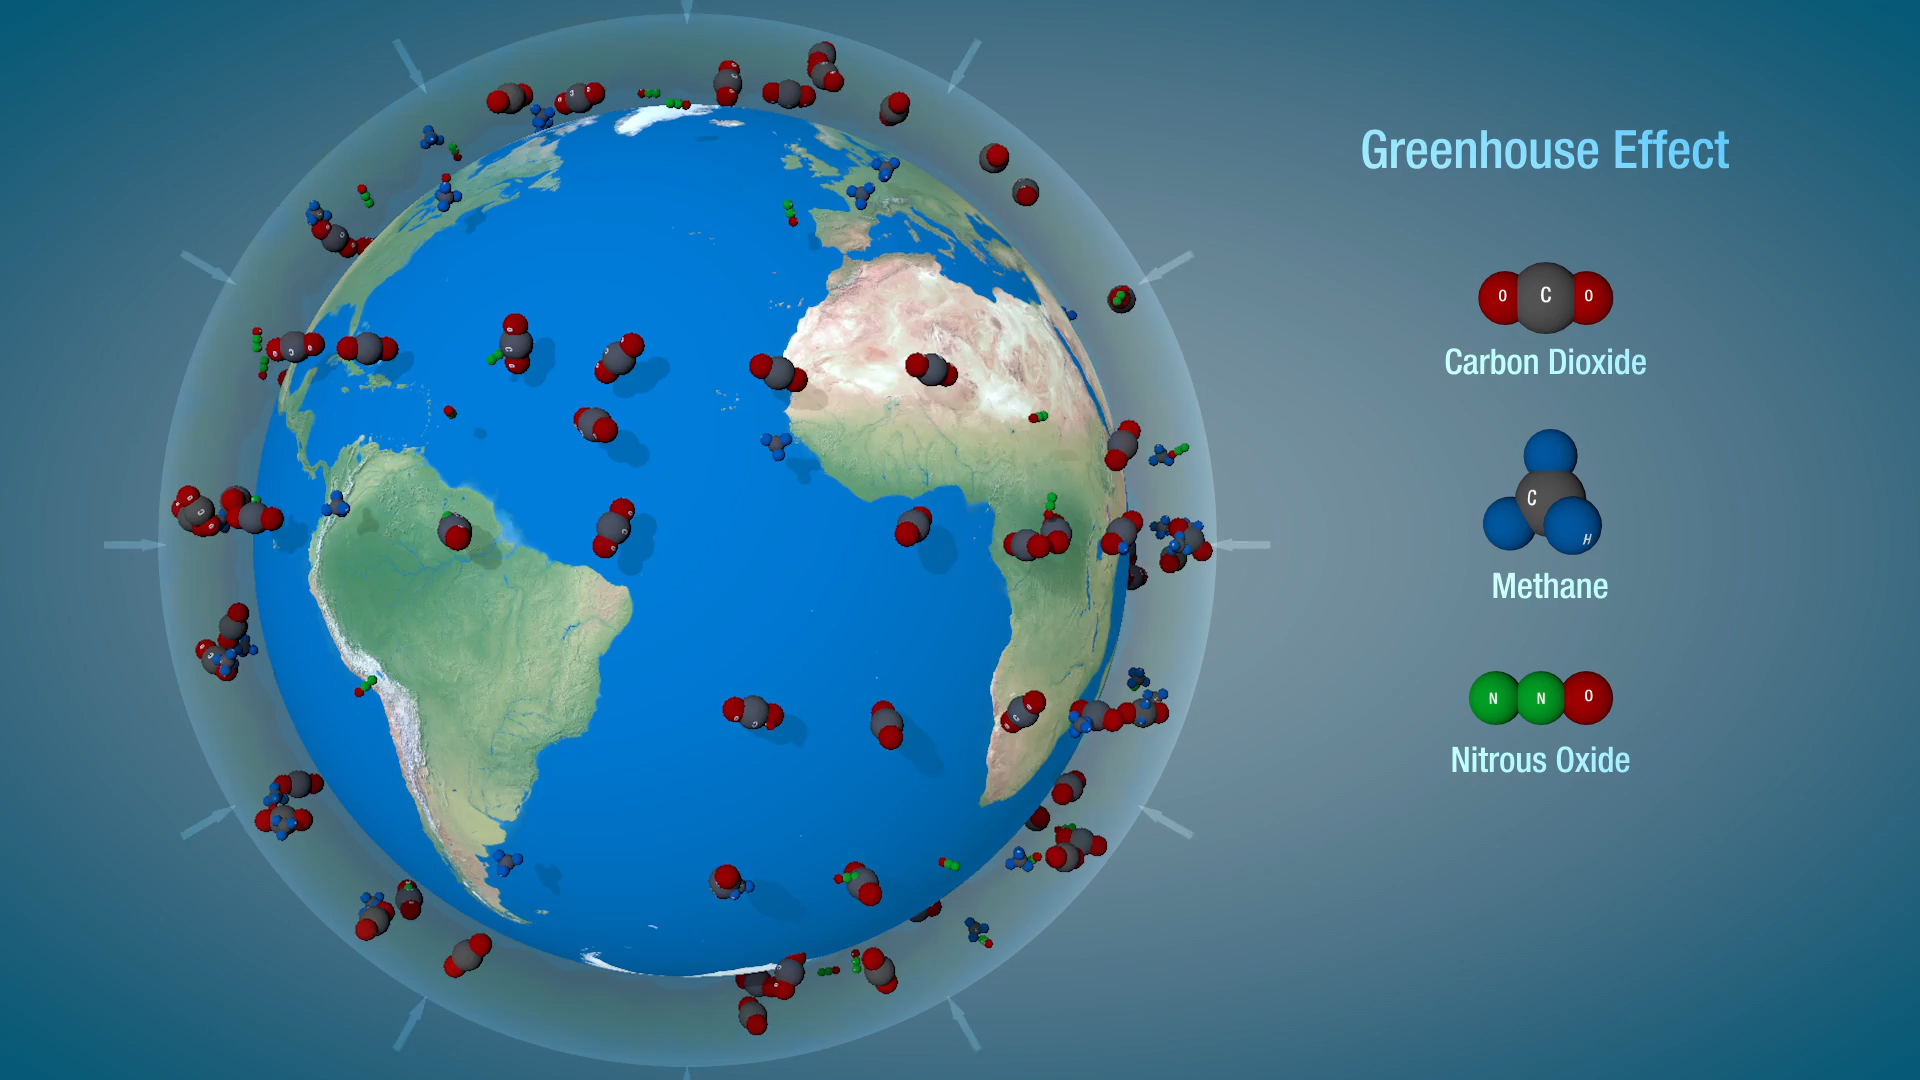 Greenhouse Effect
O C O
Carbon Dioxide
C
H
Methane
N N O
Nitrous Oxide